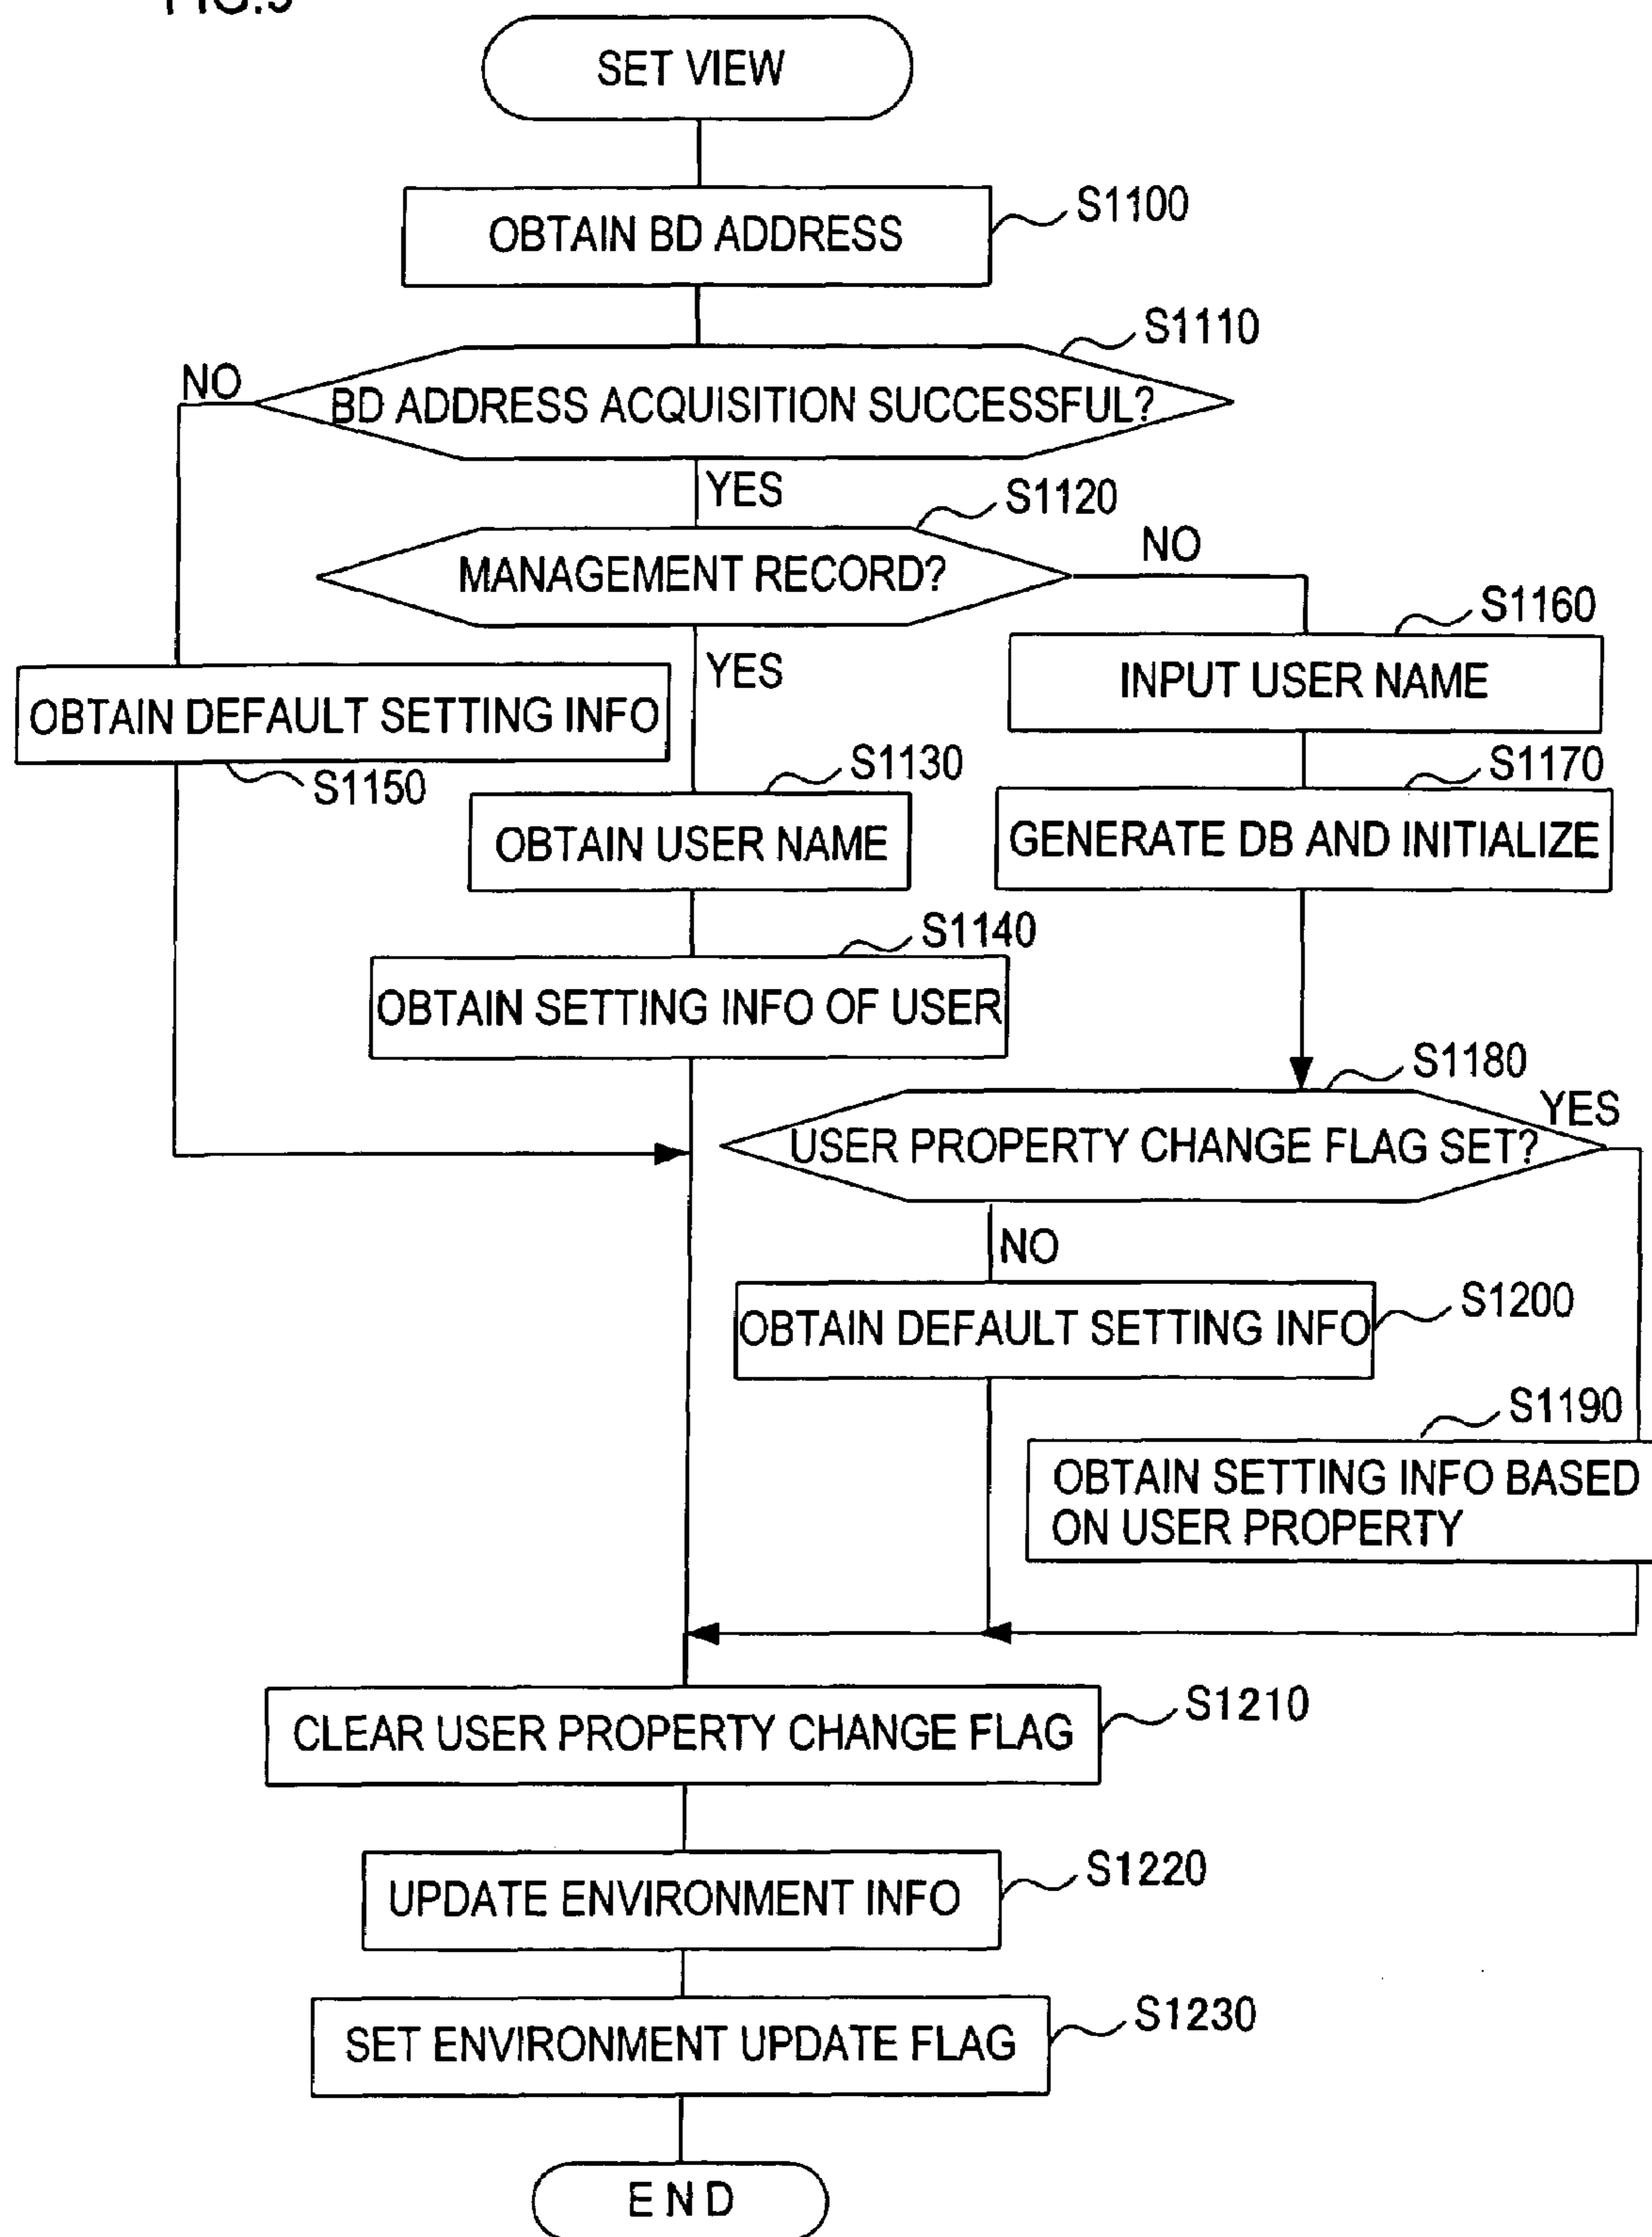 SET VIEW
OBTAIN BD ADDRESS
S1100
S1110
NO
BD ADDRESS ACQUISITION SUCCESSFUL?
YES
S1120
MANAGEMENT RECORD?
NO
S1160
YES
INPUT USER NAME
OBTAIN DEFAULT SETTING INFO
S1150
S1130
S1170
OBTAIN USER NAME
GENERATE DB AND INITIALIZE
S1140
OBTAIN SETTING INFO OF USER
S1180
YES
USER PROPERTY CHANGE FLAG SET?
NO
OBTAIN DEFAULT SETTING INFO
S1200
S1190
OBTAIN SETTING INFO BASED
ON USER PROPERTY
CLEAR USER PROPERTY CHANGE FLAG
S1210
UPDATE ENVIRONMENT INFO
S1220
SET ENVIRONMENT UPDATE FLAG
S1230
END